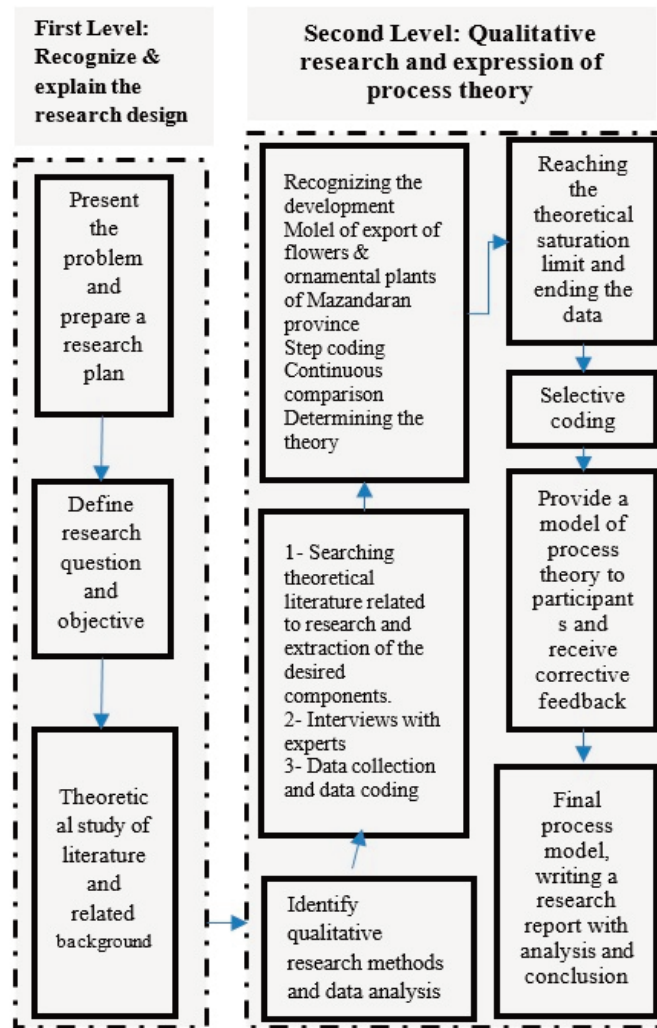 First Level:
Recognize &
explain the
research design
Second Level: Qualitative
research and expression of
process theory
Present
the
problem
and
prepare a
research
plan
Define
research
question
and
objective
Theoretic
al study of
literature
and
related
background
Identify
qualitative
research methods
and data analysis
1- Searching
theoretical
literature related
to research and
extraction of the
desired
components.
2- Interviews with
experts
3- Data collection
and data coding
Recognizing the
development
Molel of export of
flowers &
ornamental plants
of Mazandaran
province
Step coding
Continuous
comparison
Determining the
theory
Reaching
the
theoretical
saturation
limit and
ending the
data
Selective
coding
Provide a
model of
process
theory to
participant
s and
receive
corrective
feedback
Final
process
model,
writing a
research
report with
analysis and
conclusion